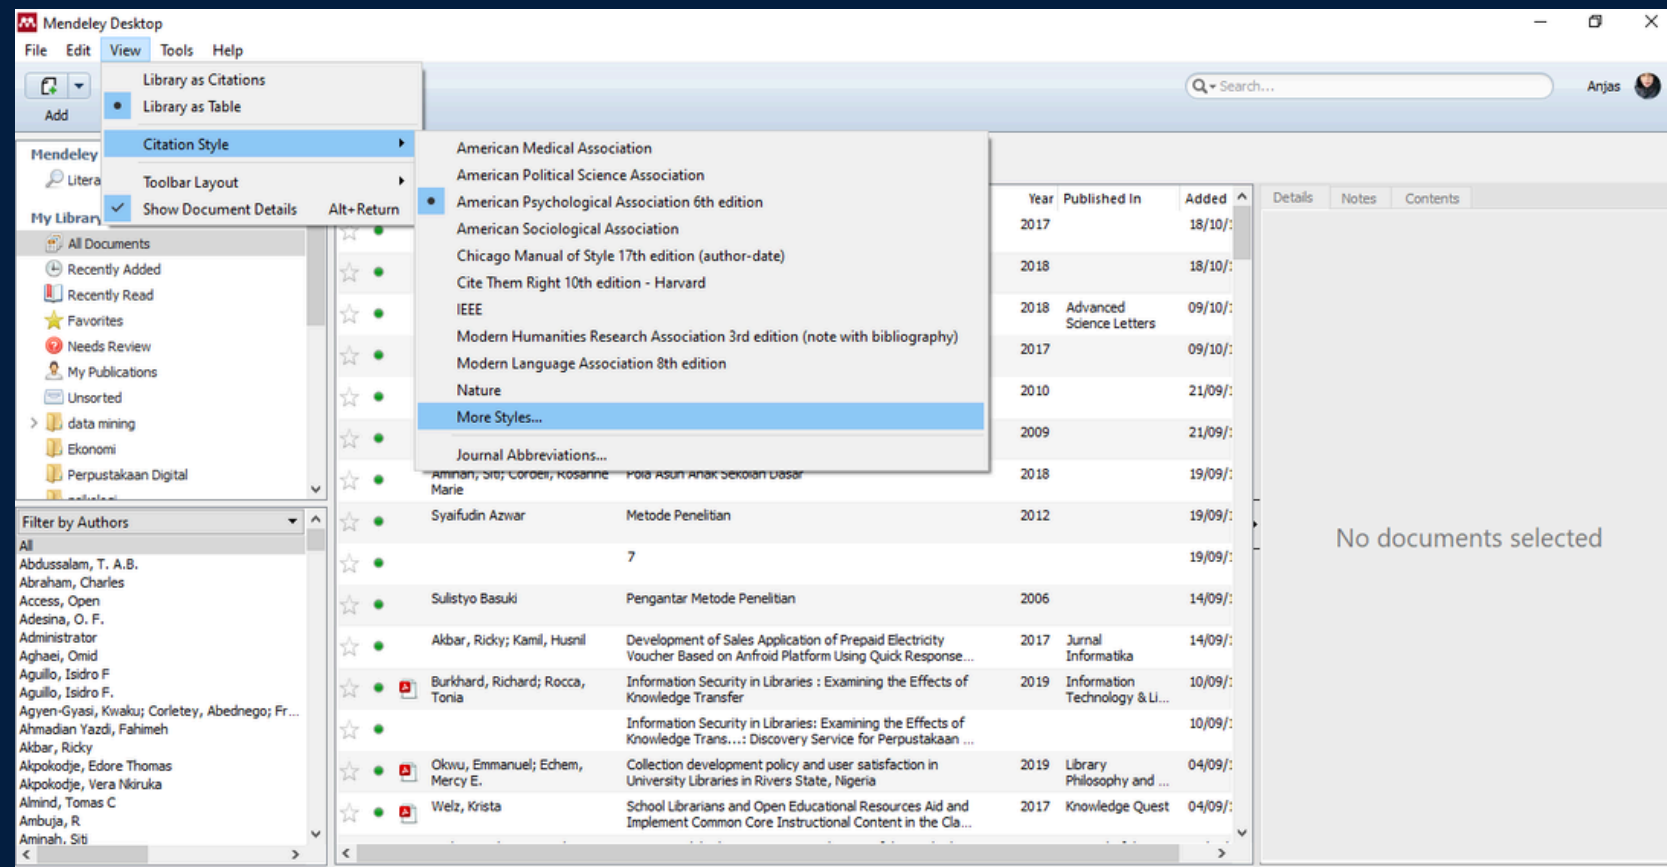 Mendeley Desktop
File Edit View Tools Help
Add
Search...
Anjas
Library as Citations
Library as Table
Citation Style
Toolbar Layout
Show Document Details Alt+Return
American Medical Association
American Political Science Association
American Psychological Association 6th edition
American Sociological Association
Chicago Manual of Style 17th edition (author-date)
Cite Them Right 10th edition - Harvard
IEEE
Modern Humanities Research Association 3rd edition (note with bibliography)
Modern Language Association 8th edition
Nature
More Styles...
Journal Abbreviations...
Mendeley
Litera
My Library
All Documents
Recently Added
Recently Read
Favorites
Needs Review
My Publications
Unsorted
data mining
Ekonomi
Perpustakaan Digital
Filter by Authors
All
Abdussalam, T. A.B.
Abraham, Charles
Access, Open
Adesina, O. F.
Administrator
Aghaei, Omid
Aguillo, Isidro F
Aguillo, Isidro F.
Agyen-Gyasi, Kwaku; Corletey, Abednego; Fr...
Ahmadian Yazdi, Fahimeh
Akbar, Ricky
Akpokodje, Edore Thomas
Akpokodje, Vera Nkiruka
Almind, Tomas C
Ambuja, R
Aminah, Siti
Year Published In Added
2017 18/10/
2018 18/10/
2018 Advanced 09/10/
Science Letters
2017 09/10/
2010 21/09/
2009 21/09/
Aminah, Siti; Cordell, Rosanne Pola Asuh Anak Sekolah Dasar 2018 19/09/
Marie
Syaifudin Azwar Metode Penelitian 2012 19/09/
7 19/09/
Sulistyo Basuki Pengantar Metode Penelitian 2006 14/09/
Akbar, Ricky; Kamil, Husnil Development of Sales Application of Prepaid Electricity 2017 Jurnal 14/09/
Voucher Based on Anfroid Platform Using Quick Response... Informatika
Burkhard, Richard; Rocca, Information Security in Libraries : Examining the Effects of 2019 Information 10/09/
Tonia Knowledge Transfer Technology & Li...
Information Security in Libraries: Examining the Effects of 10/09/
Knowledge Trans...: Discovery Service for Perpustakaan ...
Okwu, Emmanuel; Echem, Collection development policy and user satisfaction in 2019 Library 04/09/
Mercy E. University Libraries in Rivers State, Nigeria Philosophy and ...
Welz, Krista School Librarians and Open Educational Resources Aid and 2017 Knowledge Quest 04/09/
Implement Common Core Instructional Content in the Cla...
Details Notes Contents
No documents selected